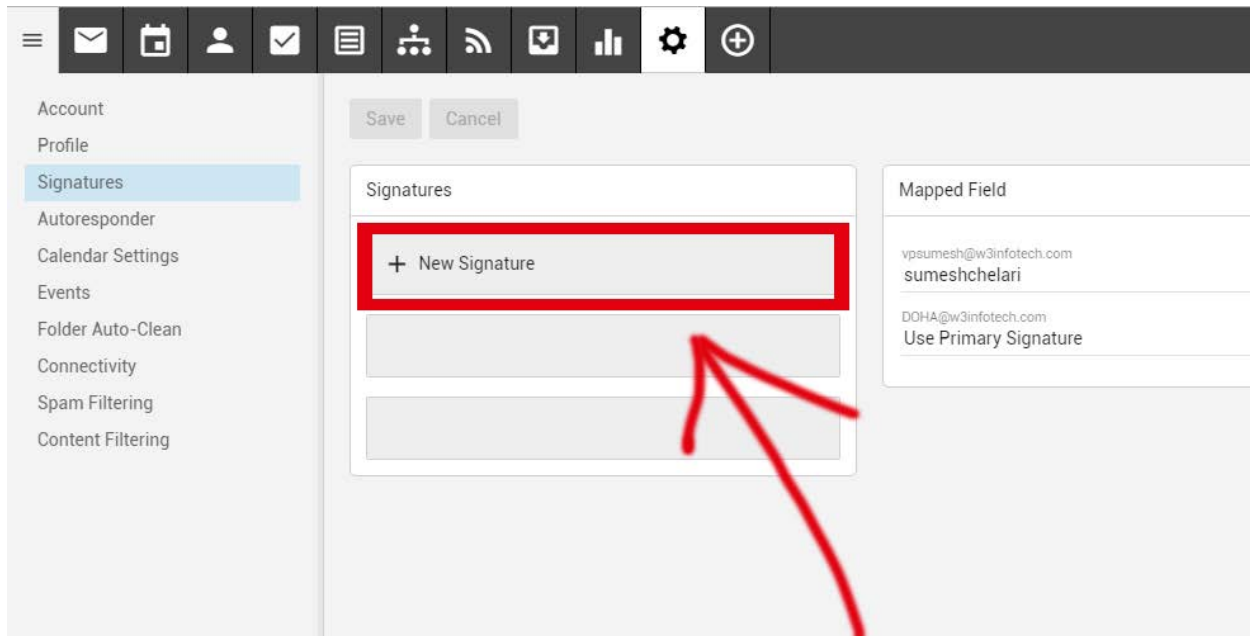 Account
Profile
Signatures
Autoresponder
Calendar Settings
Events
Folder Auto-Clean
Connectivity
Spam Filtering
Content Filtering
Save
Cancel
Signatures
+ New Signature
Mapped Field
vpsumesh@w3infotech.com
sumeshchelari
DOHA@w3infotech.com
Use Primary Signature